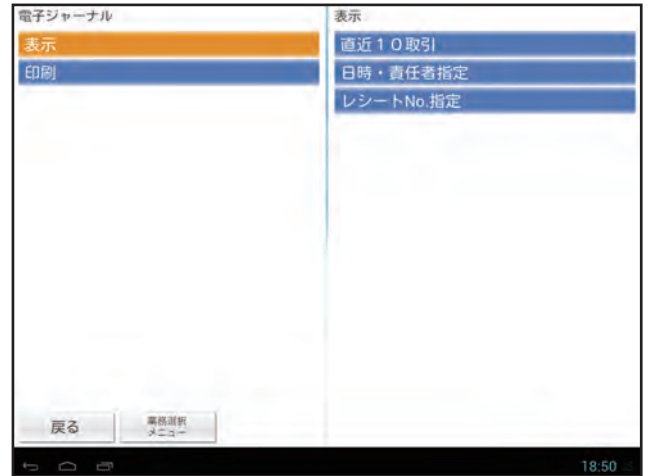 電子ジャーナル
表示
印刷
表示
直近１０取引
日時・責任者指定
レシートNo.指定
戻る
業務選択
メニュー
18:50